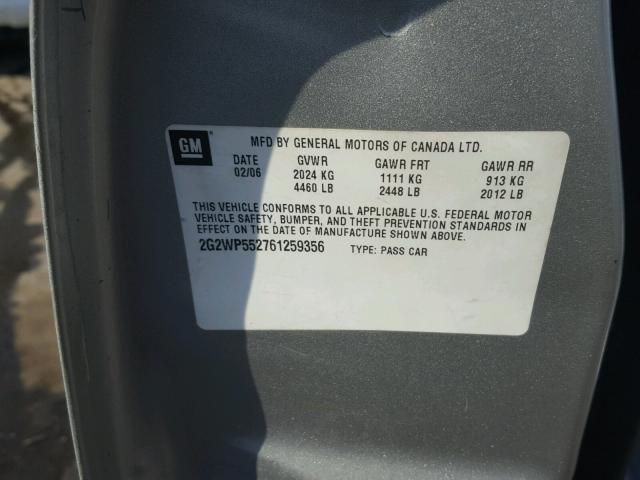 GM
MFD BY GENERAL MOTORS OF CANADA LTD.
DATE GVWR GAWR FRT GAWR RR
02/06 2024 KG 1111 KG 913 KG
4460 LB 2448 LB 2012 LB
THIS VEHICLE CONFORMS TO ALL APPLICABLE U.S. FEDERAL MOTOR
VEHICLE SAFETY, BUMPER, AND THEFT PREVENTION STANDARDS IN
EFFECT ON THE DATE OF MANUFACTURE SHOWN ABOVE.
2G2WP552761259356 TYPE: PASS CAR